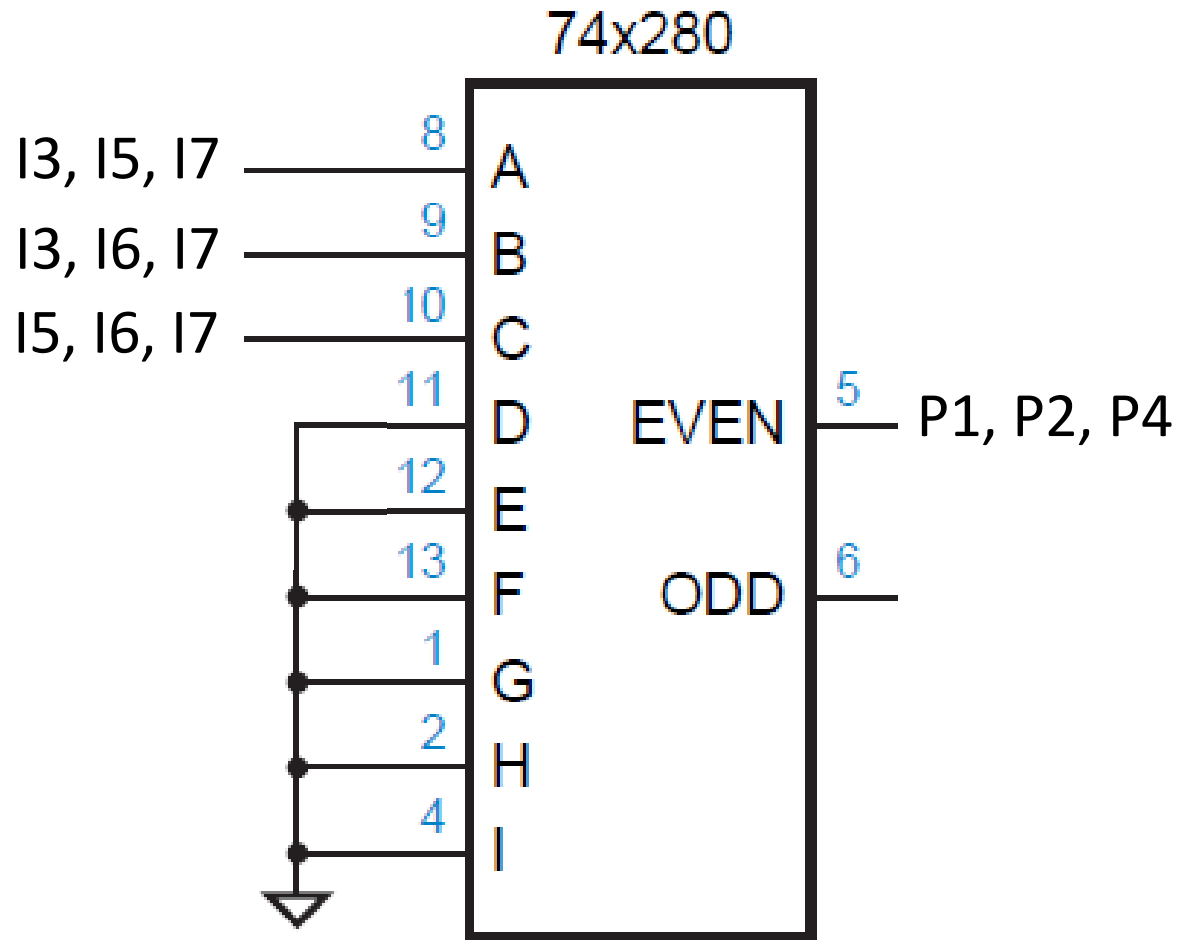 74x280
I3, I5, I7 8 A
I3, I6, I7 9 B
I5, I6, I7 10 C
11 D EVEN 5 P1, P2, P4
12 E
13 F ODD 6
1 G
2 H
4 I